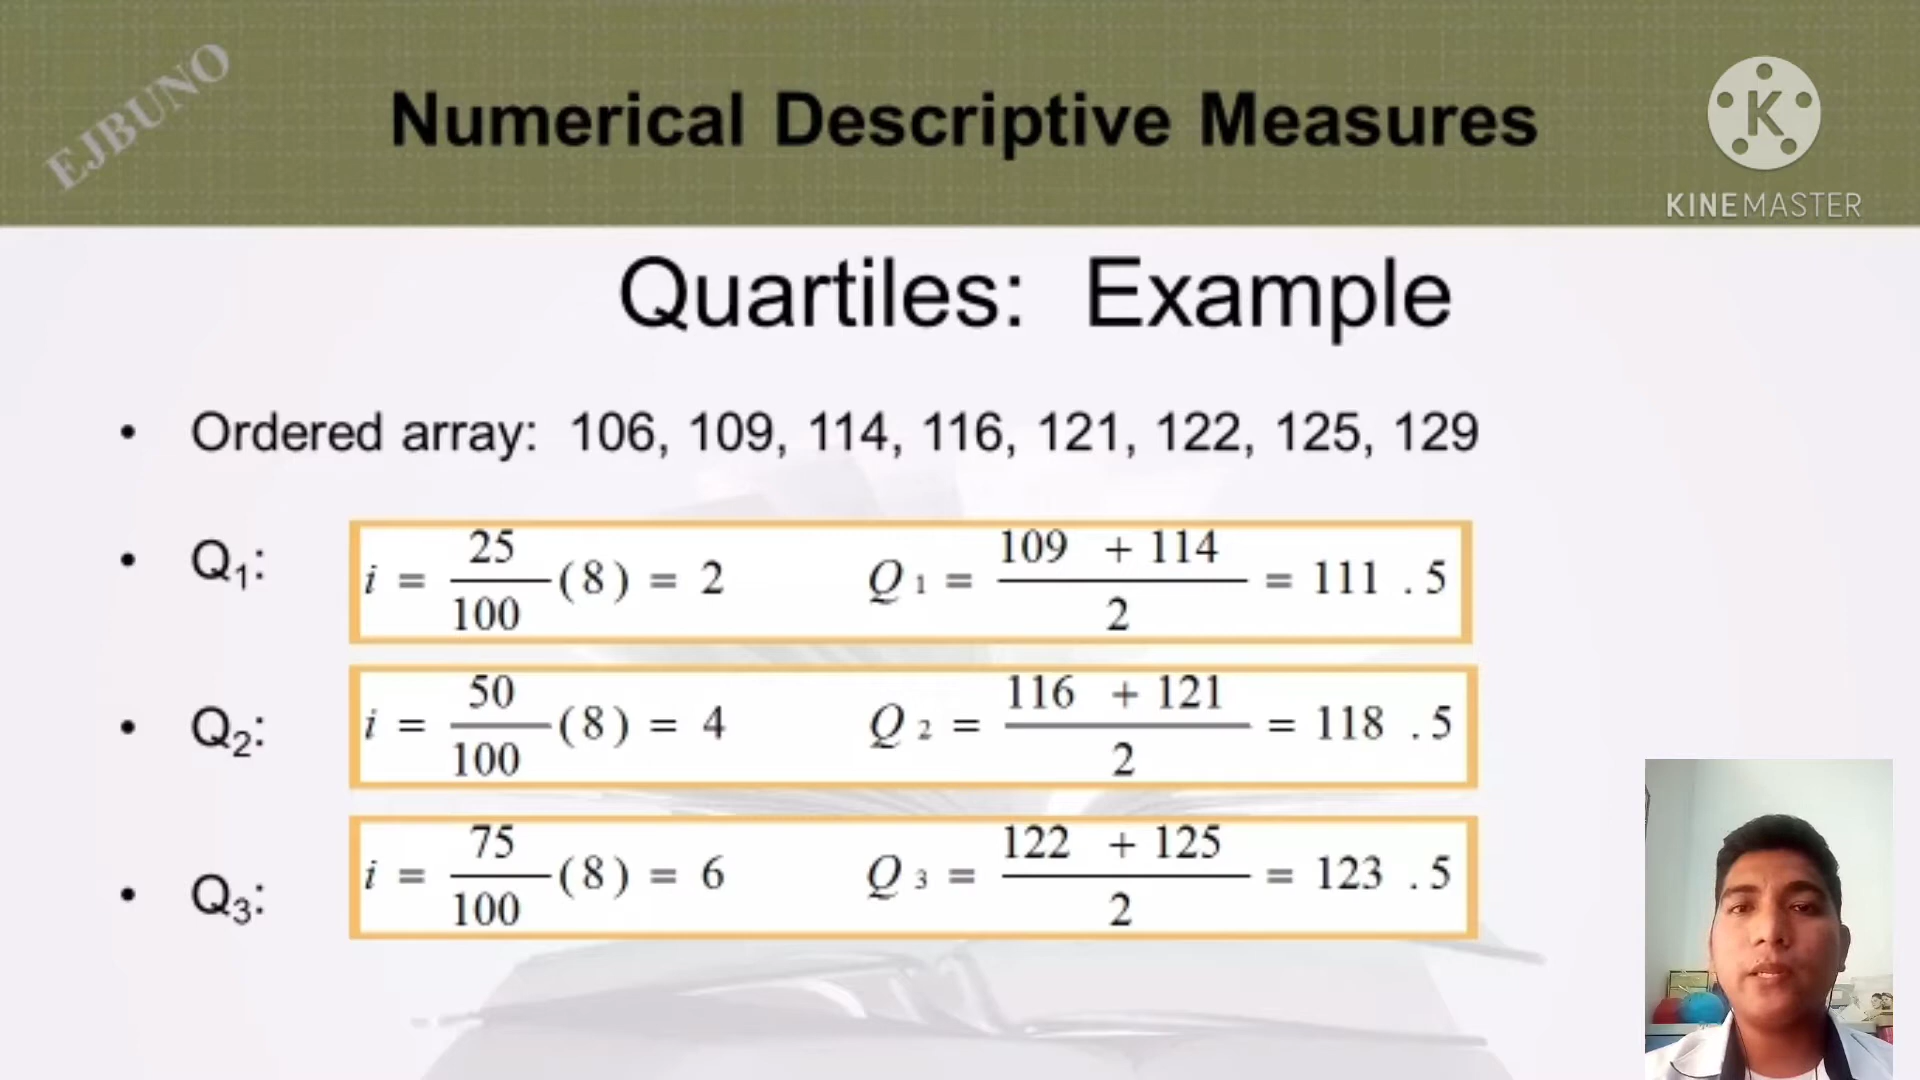 EJBUNO
Numerical Descriptive Measures
K
KINEMASTER
Quartiles: Example
• Ordered array: 106, 109, 114, 116, 121, 122, 125, 129
• Q₁: i = 25/100 (8) = 2 Q₁ = 109 + 114 / 2 = 111 . 5
• Q₂: i = 50/100 (8) = 4 Q₂ = 116 + 121 / 2 = 118 . 5
• Q₃: i = 75/100 (8) = 6 Q₃ = 122 + 125 / 2 = 123 . 5